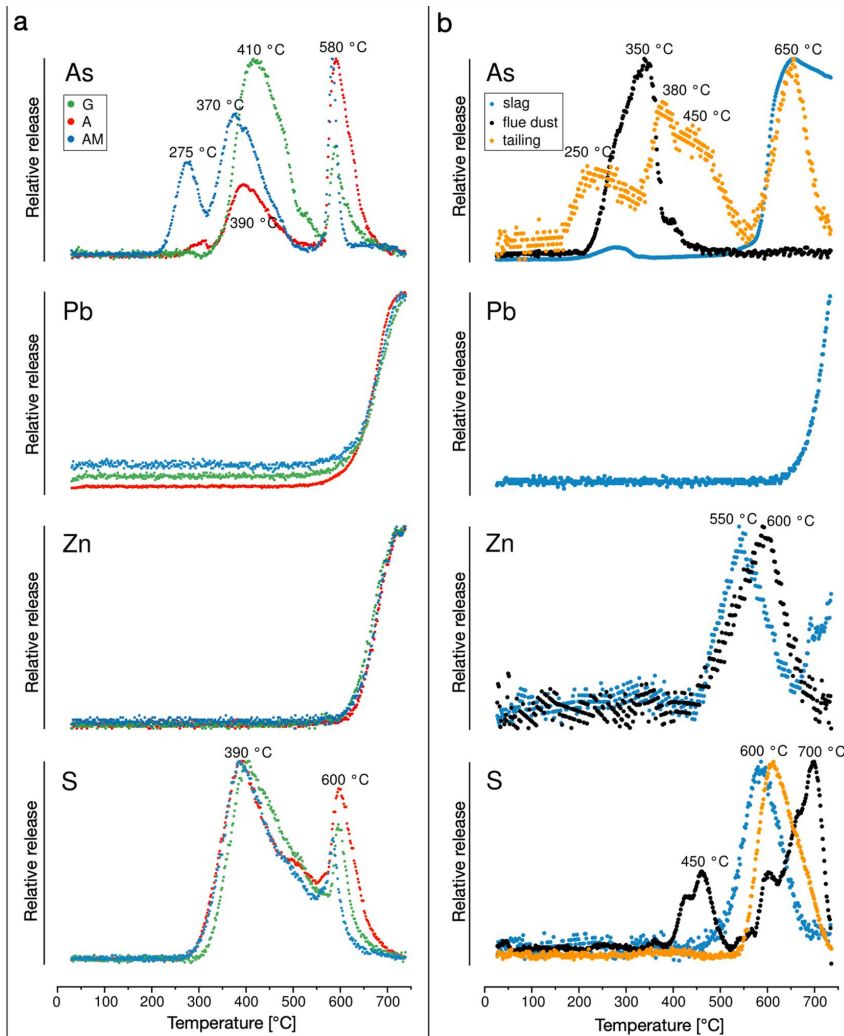 a
As
Relative release
G
A
AM
275 °C
370 °C
410 °C
390 °C
580 °C
Pb
Relative release
Zn
Relative release
S
Relative release
390 °C
600 °C
0 100 200 300 400 500 600 700
Temperature [°C]
b
As
Relative release
slag
flue dust
tailing
250 °C
350 °C
380 °C
450 °C
650 °C
Pb
Relative release
Zn
Relative release
550 °C
600 °C
S
Relative release
450 °C
600 °C
700 °C
0 100 200 300 400 500 600 700
Temperature [°C]